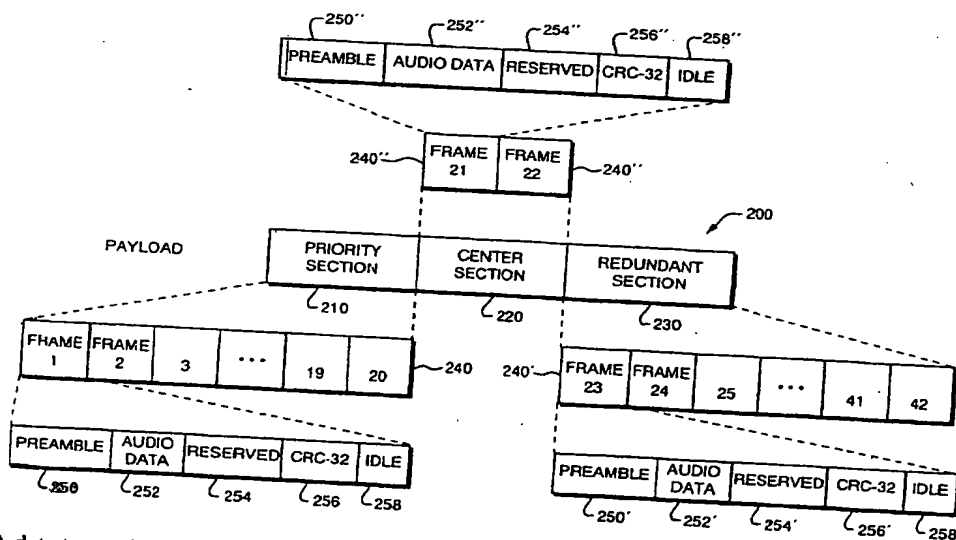 250'' 252'' 254'' 256'' 258''
PREAMBLE AUDIO DATA RESERVED CRC-32 IDLE
240'' FRAME 21 FRAME 22 240''
200
PAYLOAD
PRIORITY SECTION CENTER SECTION REDUNDANT SECTION
210 220 230
FHAME 1 FRAME 2 3 ••• 19 20 240
240' FRAME 23 FRAME 24 25 ••• 41 42
PREAMBLE AUDIO DATA RESERVED CRC-32 IDLE
250 252 254 256 258
PREAMBLE AUDIO DATA RESERVED CRC-32 IDLE
250' 252' 254' 256' 258